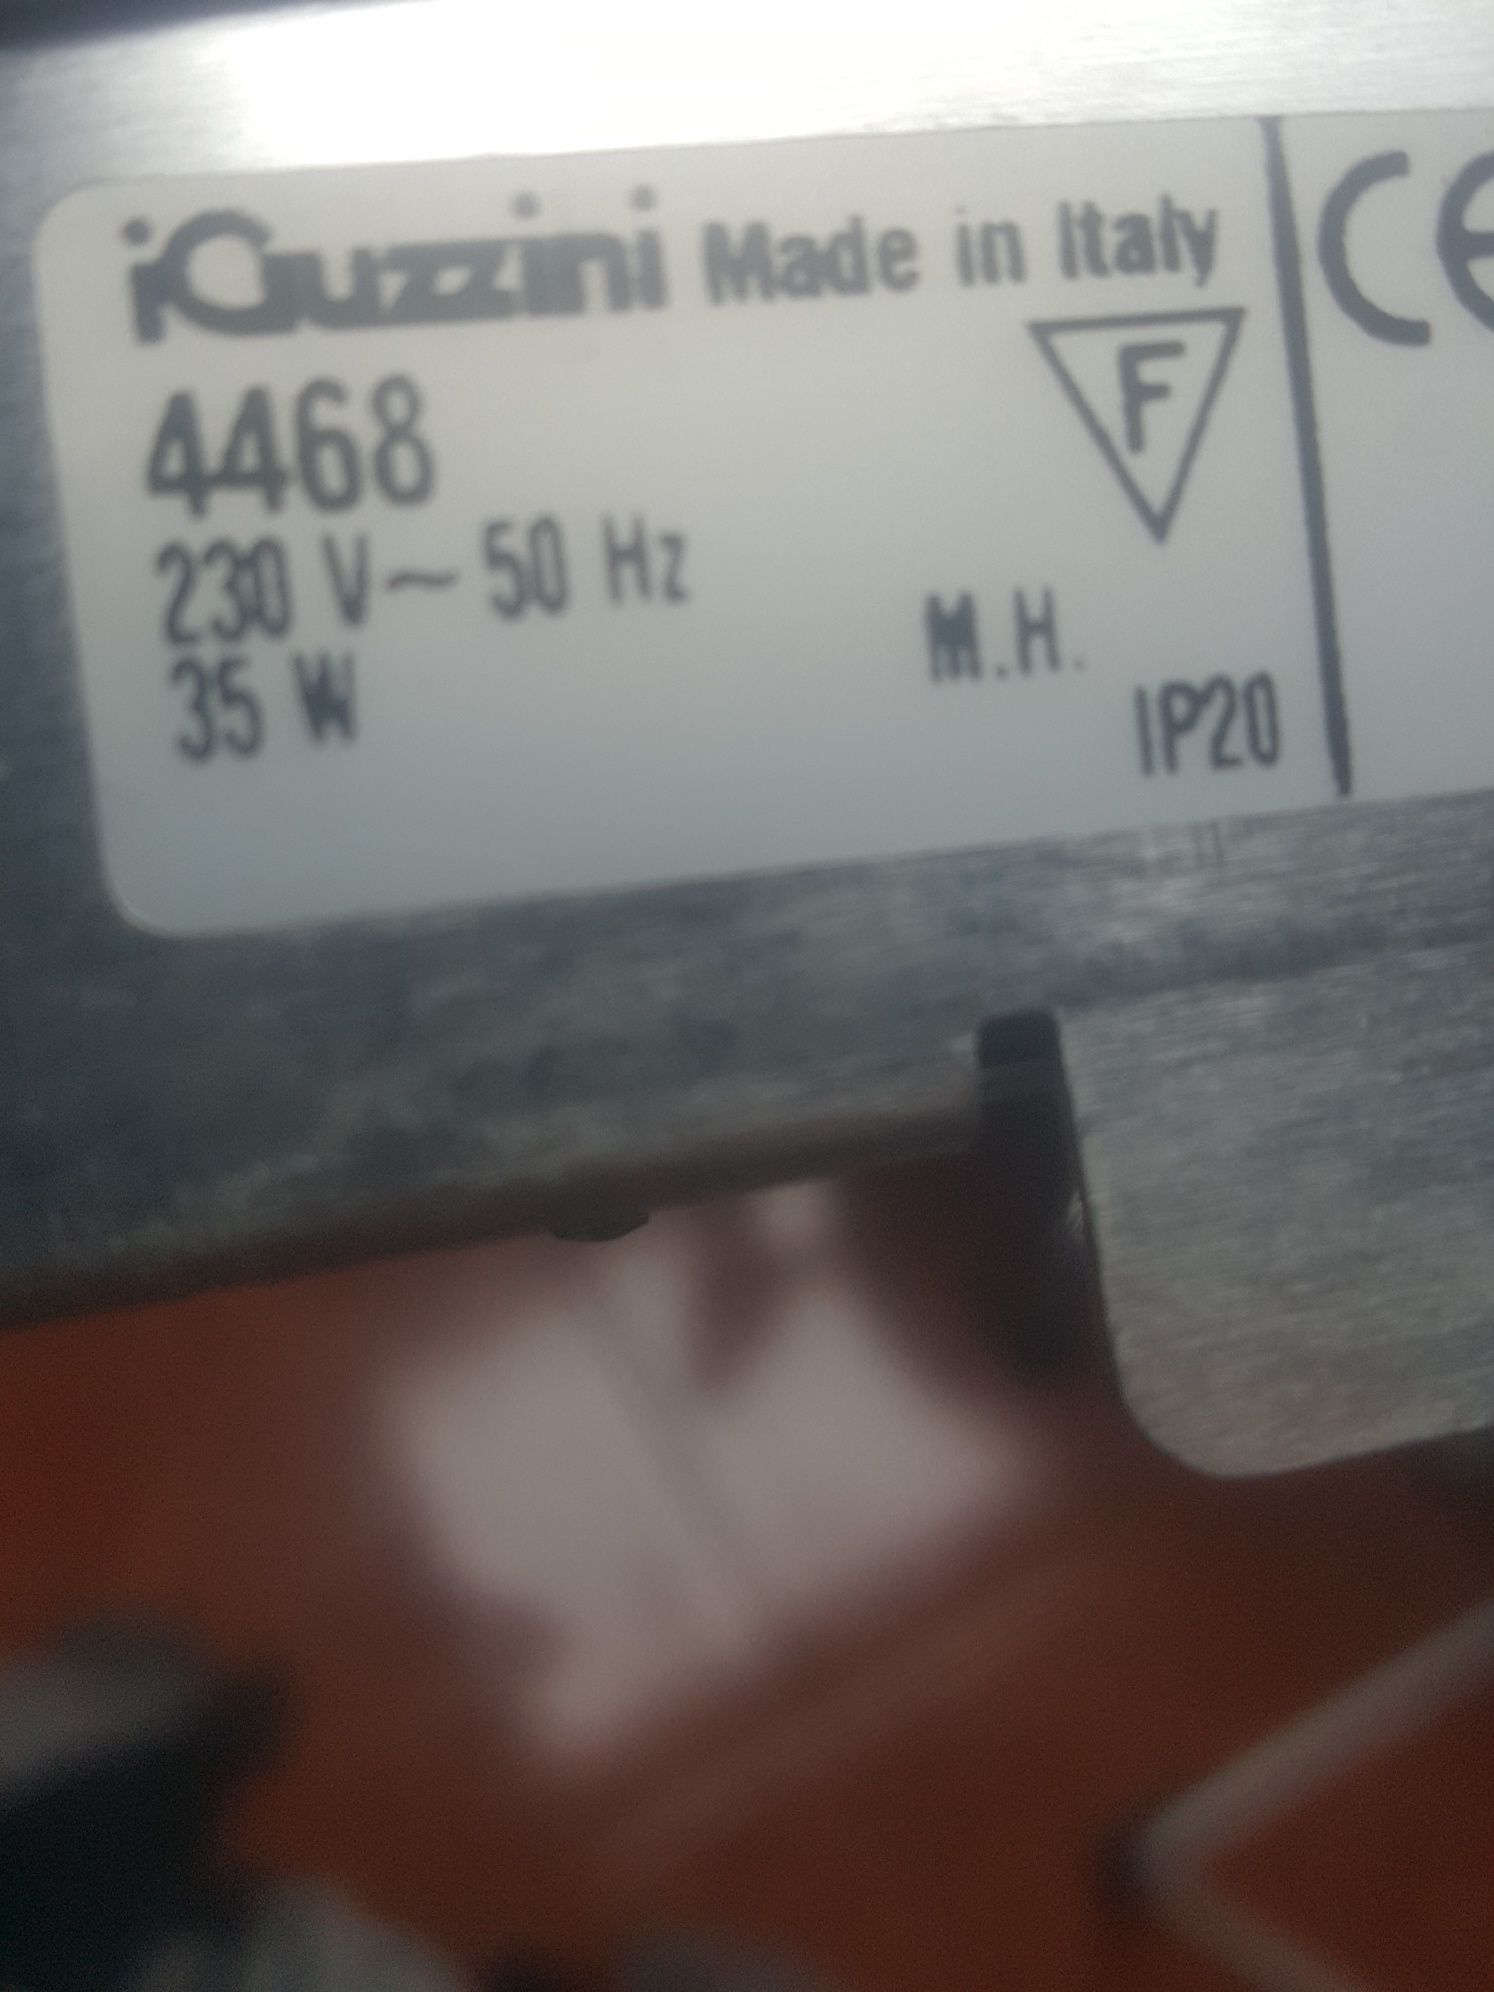 iGuzzini Made in Italy CE
F
4468
230 V~ 50 Hz
M.H.
35 W
IP20